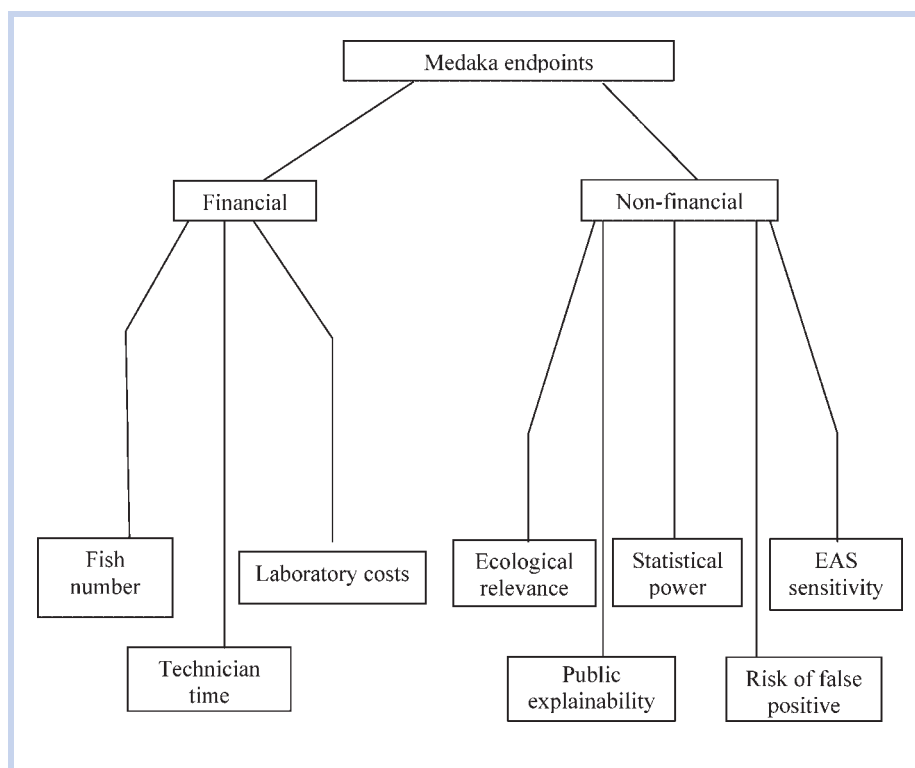 Medaka endpoints
Financial
Non-financial
Fish
number
Laboratory costs
Ecological
relevance
Statistical
power
EAS
sensitivity
Technician
time
Public
explainability
Risk of false
positive